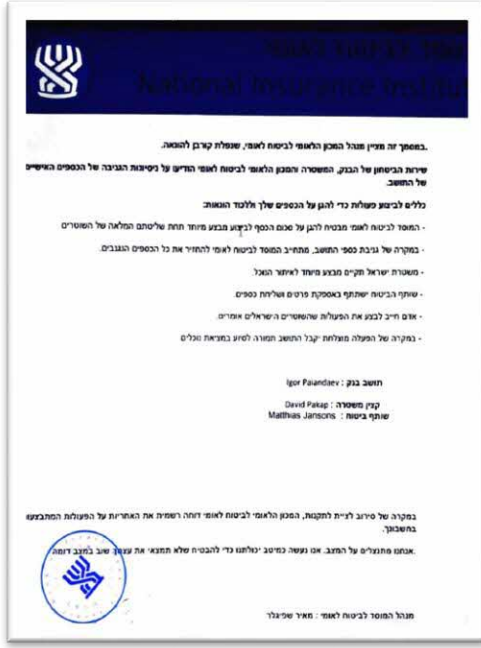 National Insurance Institut
במסמך זה מציין מנהל המכון הלאומי לביטוח לאומי, שנפלת קורבן להונאה.
שירות הביטחון של הבנק, המשטרה והמכון הלאומי לביטוח לאומי הודיעו על ניסיונות הגניבה של הכספים האישיים
של התושב.
כללים לביצוע פעולות כדי להגן על הכספים שלך וללכוד הונאות:
- המוסד לביטוח לאומי מבטיח להגן על סכום הכסף לביצוע מבצע מיוחד תחת שליטתם המלאה של השוטרים
- במקרה של גניבת כספי התושב, מתחייב המוסד לביטוח לאומי להחזיר את כל הכספים הנגנבים.
- משטרת ישראל תקיים מבצע מיוחד לאיתור הנוכל.
- שותף הביטוח ישתתף באספקת פרטים ושליחת כספים.
- אדם חייב לבצע את הפעולות שהשוטרים הישראלים אומרים.
- במקרה של הפעלה מוצלחת יקבל התושב תמורה לסיוע במציאת נוכלים
תושב בנק : Igor Paiandaev
קצין משטרה : David Pakap
שותף ביטוח : Matthias Jansons
במקרה של סירוב לציית לתקנות, המכון הלאומי לביטוח לאומי דוחה רשמית את האחריות על הפעולות המתבצעו
בחשבונך.
אנחנו מתנצלים על המצב. אנו נעשה כמיטב יכולתנו כדי להבטיח שלא תמצאי את עצמך שוב במצב דומה.
מנהל המוסד לביטוח לאומי : מאיר שפיגלר